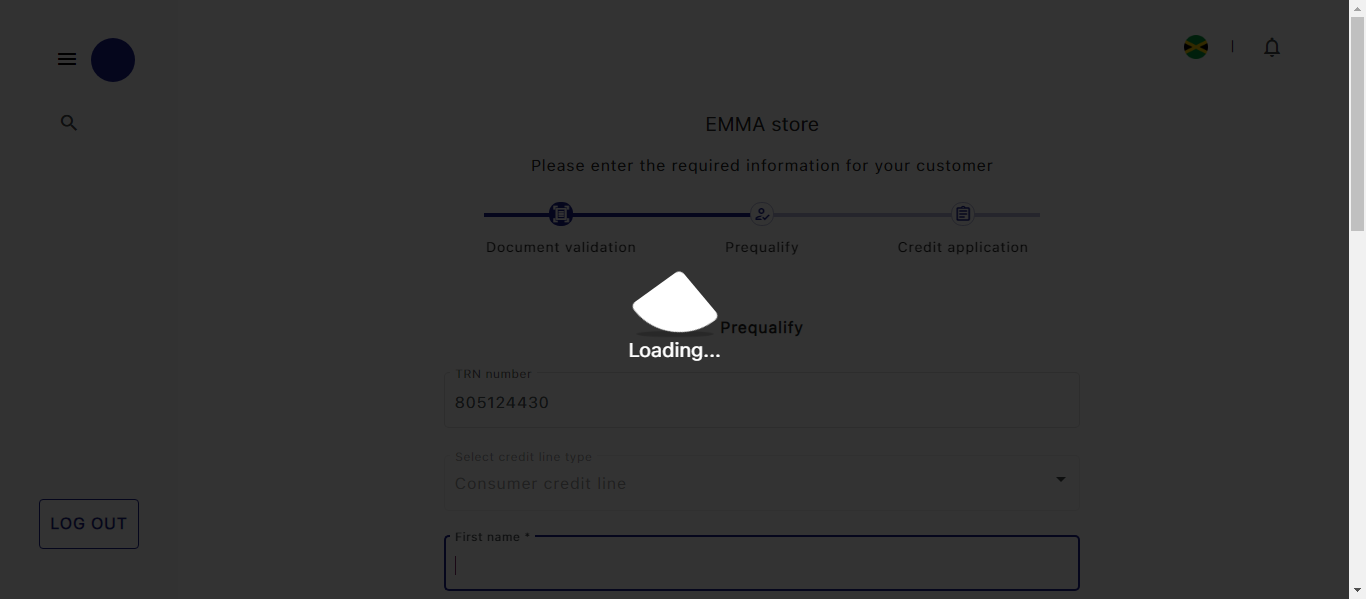 EMMA store
Please enter the required information for your customer
Document validation
Prequalify
Credit application
Prequalify
Loading...
TRN number
805124430
Select credit line type
Consumer credit line
LOG OUT
First name *